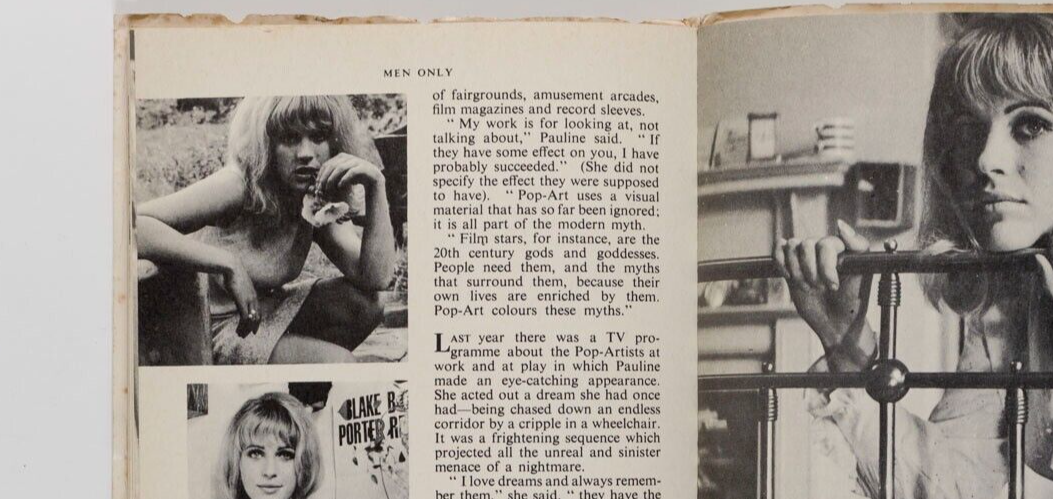 MEN ONLY
of fairgrounds, amusement arcades,
film magazines and record sleeves.
“ My work is for looking at, not
talking about,” Pauline said. “ If
they have some effect on you, I have
probably succeeded.” (She did not
specify the effect they were supposed
to have). “ Pop-Art uses a visual
material that has so far been ignored;
it is all part of the modern myth.
“ Film stars, for instance, are the
20th century gods and goddesses.
People need them, and the myths
that surround them, because their
own lives are enriched by them.
Pop-Art colours these myths.”
LAST year there was a TV pro-
gramme about the Pop-Artists at
work and at play in which Pauline
made an eye-catching appearance.
She acted out a dream she had once
had—being chased down an endless
corridor by a cripple in a wheelchair.
It was a frightening sequence which
projected all the unreal and sinister
menace of a nightmare.
“ I love dreams and always remem-
ber them,” she said, “ they have the
BLAKE B
PORTER